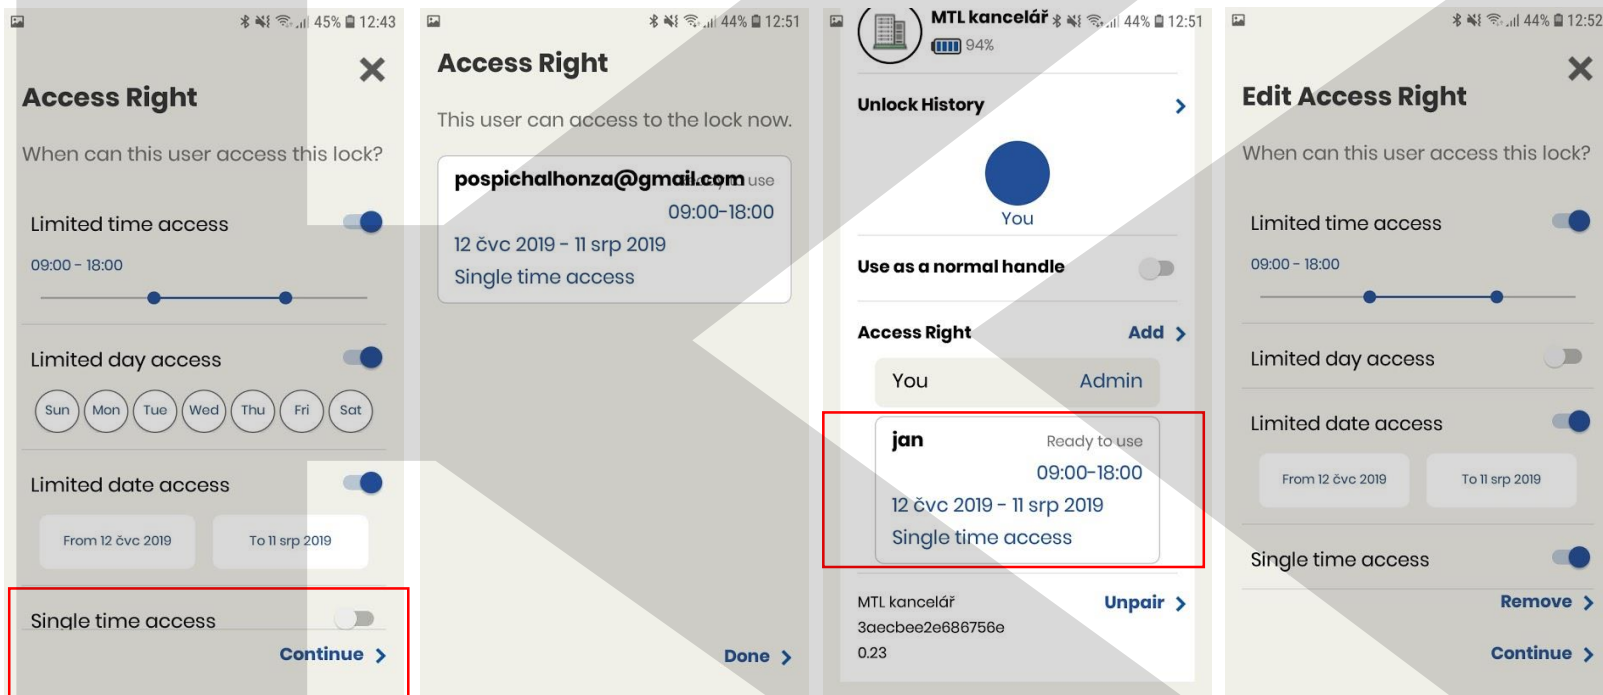 45% 12:43
Access Right
When can this user access this lock?
Limited time access
09:00 - 18:00
Limited day access
Sun Mon Tue Wed Thu Fri Sat
Limited date access
From 12 čvc 2019 To 11 srp 2019
Single time access
Continue
44% 12:51
Access Right
This user can access to the lock now.
pospichalhonza@gmail.com use
09:00-18:00
12 čvc 2019 - 11 srp 2019
Single time access
Done
MTL kancelář 44% 12:51
94%
Unlock History
You
Use as a normal handle
Access Right Add
You Admin
jan Ready to use
09:00-18:00
12 čvc 2019 - 11 srp 2019
Single time access
MTL kancelář Unpair
3aecbee2e686756e
0.23
44% 12:52
Edit Access Right
When can this user access this lock?
Limited time access
09:00 - 18:00
Limited day access
Limited date access
From 12 čvc 2019 To 11 srp 2019
Single time access
Remove
Continue